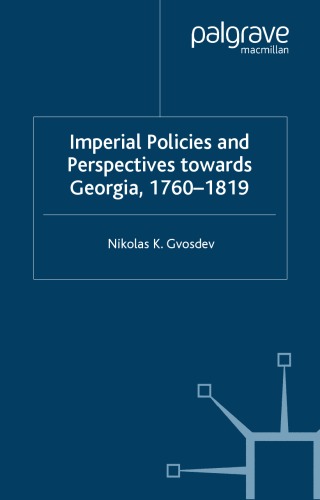 palgrave
macmillan
Imperial Policies and
Perspectives towards
Georgia, 1760–1819
Nikolas K. Gvosdev